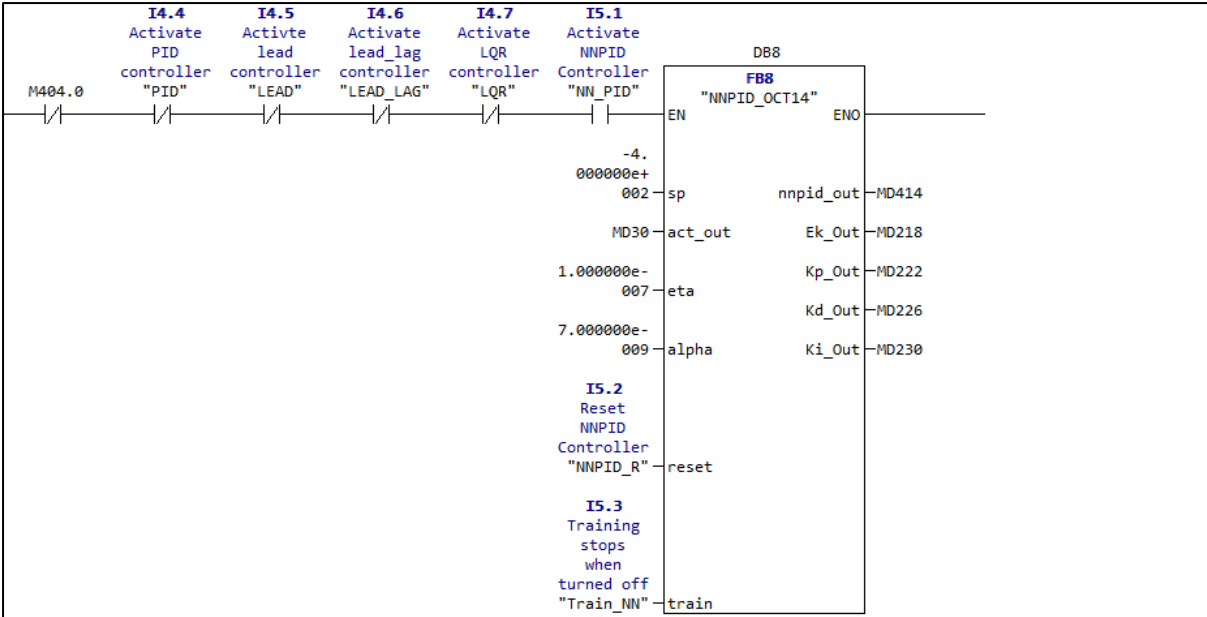 I4.4 I4.5 I4.6 I4.7 I5.1
Activate Activte Activate Activate Activate
PID lead lead_lag LQR NNPID DB8
controller controller controller controller Controller FB8
M404.0 "PID" "LEAD" "LEAD_LAG" "LQR" "NN_PID" "NNPID_OCT14"
EN ENO
-4.
000000e+
002 sp nnpid_out MD414
MD30 act_out Ek_Out MD218
1.000000e- Kp_Out MD222
007 eta
Kd_Out MD226
7.000000e-
009 alpha Ki_Out MD230
I5.2
Reset
NNPID
Controller
"NNPID_R" reset
I5.3
Training
stops
when
turned off
"Train_NN" train